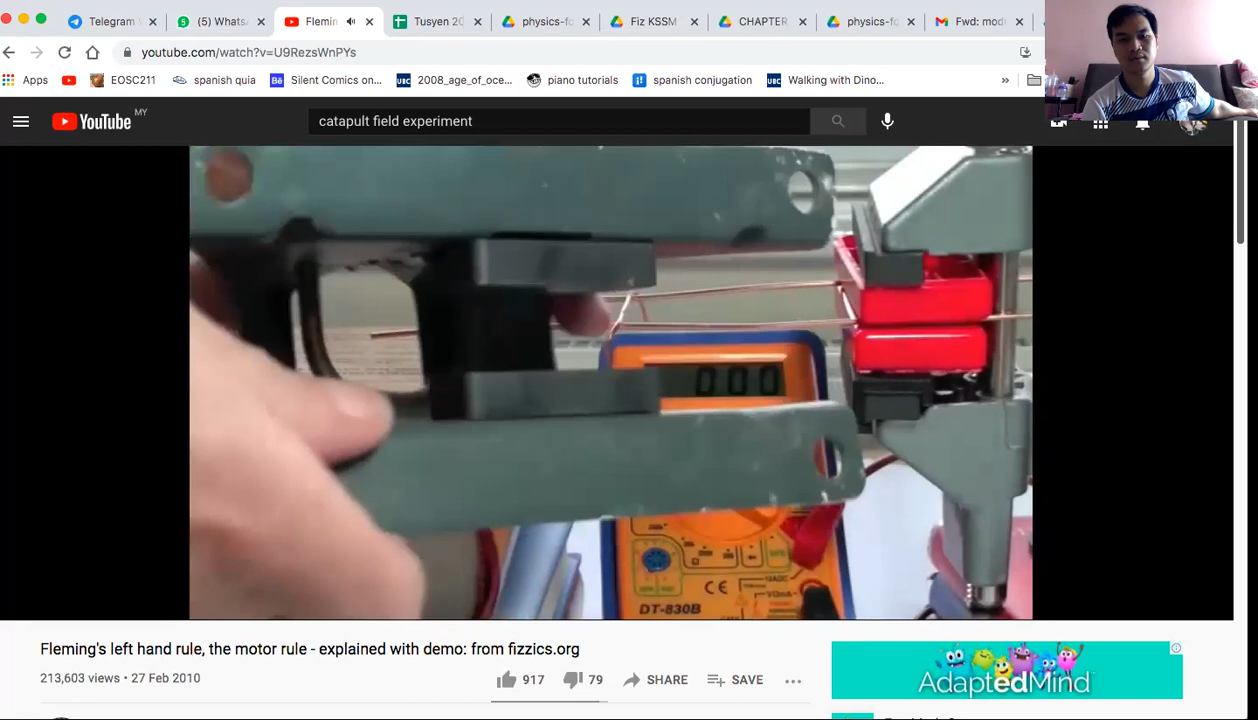 Telegram
(5) Whats
Flemin
Tusyen 20
physics-fo
Fiz KSSM
CHAPTER
physics-fo
Fwd: mod
youtube.com/watch?v=U9RezsWnPYs
Apps
EOSC211
spanish quia
Silent Comics on...
2008_age_of_oce...
piano tutorials
spanish conjugation
Walking with Dino...
YouTube MY
catapult field experiment
000
CE
DT-830B
VΩmA
Fleming's left hand rule, the motor rule - explained with demo: from fizzics.org
213,603 views • 27 Feb 2010
917
79
SHARE
SAVE
AdaptedMind